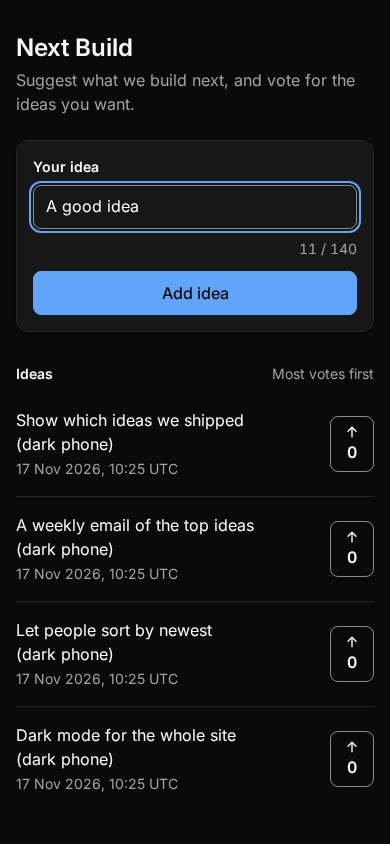 Next Build
Suggest what we build next, and vote for the
ideas you want.
Your idea
A good idea
11 / 140
Add idea
Ideas
Most votes first
Show which ideas we shipped
(dark phone)
17 Nov 2026, 10:25 UTC
↑
0
A weekly email of the top ideas
(dark phone)
17 Nov 2026, 10:25 UTC
↑
0
Let people sort by newest
(dark phone)
17 Nov 2026, 10:25 UTC
↑
0
Dark mode for the whole site
(dark phone)
17 Nov 2026, 10:25 UTC
↑
0